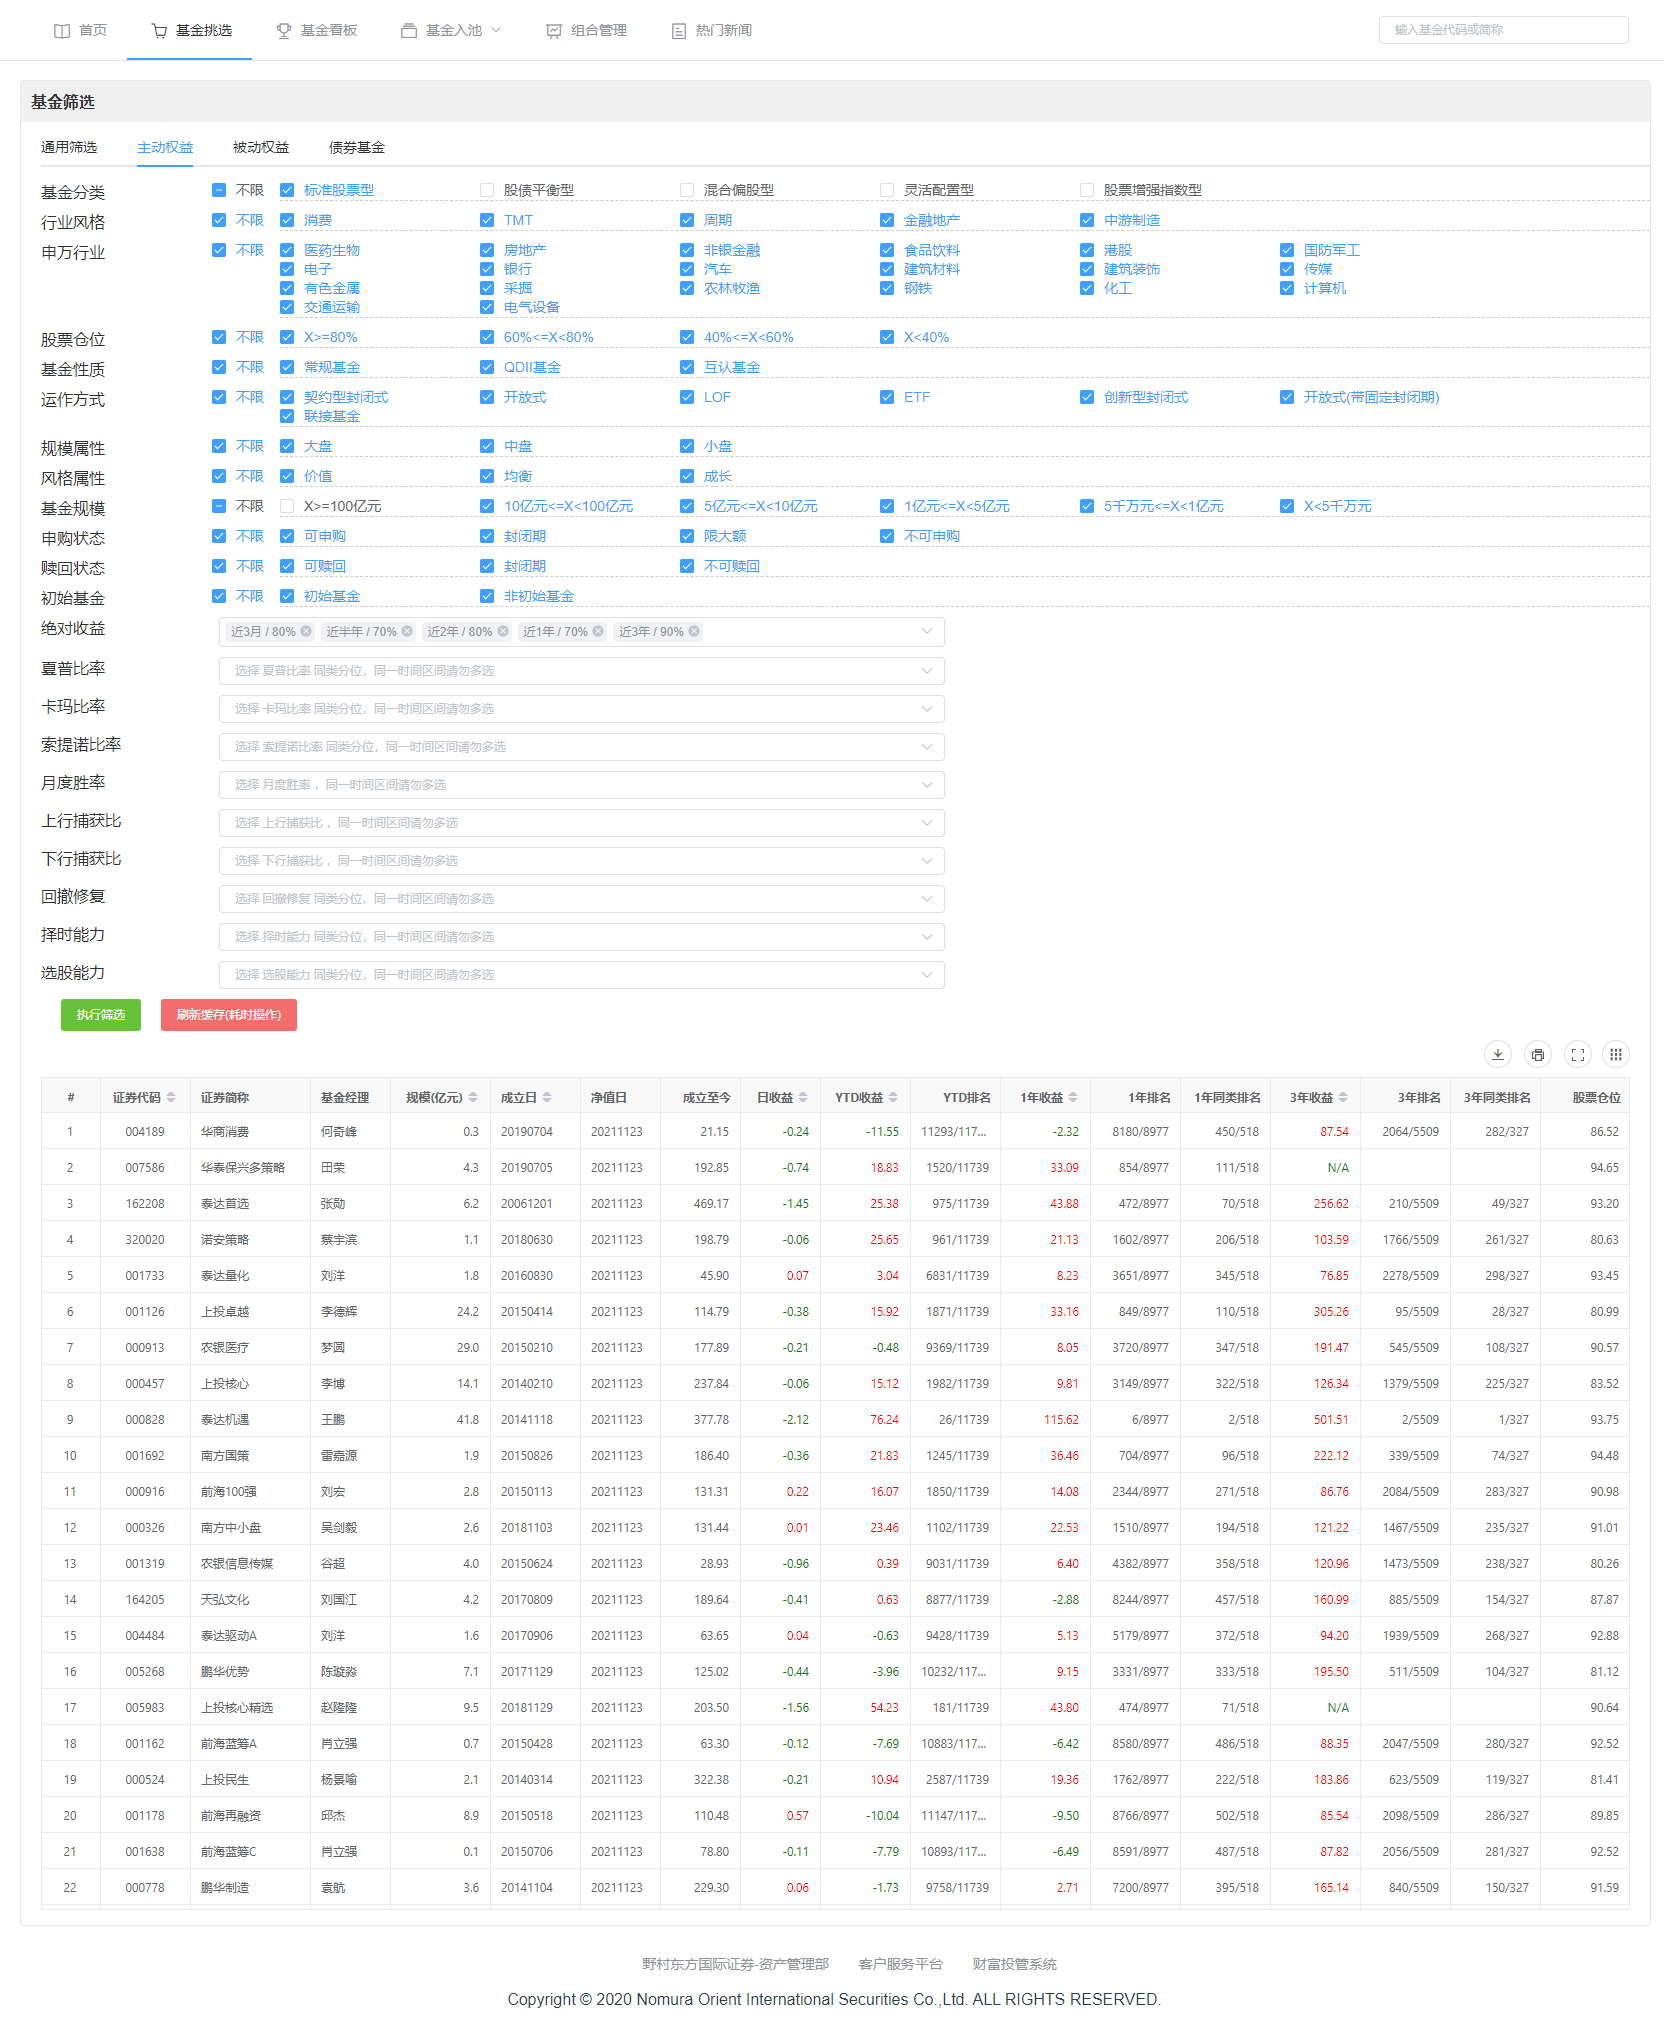 首页 基金挑选 基金看板 基金入池 组合管理 热门新闻 输入基金代码或简称
基金筛选
通用筛选 主动权益 被动权益 债券基金
基金分类 不限 标准股票型 股债平衡型 混合偏股型 灵活配置型 股票增强指数型
行业风格 不限 消费 TMT 周期 金融地产 中游制造
申万行业 不限 医药生物 房地产 非银金融 食品饮料 港股 国防军工
电子 银行 汽车 建筑材料 建筑装饰 传媒
有色金属 采掘 农林牧渔 钢铁 化工 计算机
交通运输 电气设备
股票仓位 不限 X>=80% 60%<=X<80% 40%<=X<60% X<40%
基金性质 不限 常规基金 QDII基金 互认基金
运作方式 不限 契约型封闭式 开放式 LOF ETF 创新型封闭式 开放式(带固定封闭期)
联接基金
规模属性 不限 大盘 中盘 小盘
风格属性 不限 价值 均衡 成长
基金规模 不限 X>=100亿元 10亿元<=X<100亿元 5亿元<=X<10亿元 1亿元<=X<5亿元 5千万元<=X<1亿元 X<5千万元
申购状态 不限 可申购 封闭期 限大额 不可申购
赎回状态 不限 可赎回 封闭期 不可赎回
初始基金 不限 初始基金 非初始基金
绝对收益 近3月 / 80% 近半年 / 70% 近2年 / 80% 近1年 / 70% 近3年 / 90%
夏普比率 选择 夏普比率 同类分位，同一时间区间请勿多选
卡玛比率 选择 卡玛比率 同类分位，同一时间区间请勿多选
索提诺比率 选择 索提诺比率 同类分位，同一时间区间请勿多选
月度胜率 选择 月度胜率 ，同一时间区间请勿多选
上行捕获比 选择 上行捕获比 ，同一时间区间请勿多选
下行捕获比 选择 下行捕获比 ，同一时间区间请勿多选
回撤修复 选择 回撤修复 同类分位，同一时间区间请勿多选
择时能力 选择 择时能力 同类分位，同一时间区间请勿多选
选股能力 选择 选股能力 同类分位，同一时间区间请勿多选
执行筛选 刷新缓存(耗时操作)
# 证券代码 证券简称 基金经理 规模(亿元) 成立日 净值日 成立至今 日收益 YTD收益 YTD排名 1年收益 1年排名 1年同类排名 3年收益 3年排名 3年同类排名 股票仓位
1 004189 华商消费 何奇峰 0.3 20190704 20211123 21.15 -0.24 -11.55 11293/117... -2.32 8180/8977 450/518 87.54 2064/5509 282/327 86.52
2 007586 华泰保兴多策略 田荣 4.3 20190705 20211123 192.85 -0.74 18.83 1520/11739 33.09 854/8977 111/518 N/A 94.65
3 162208 泰达首选 张勋 6.2 20061201 20211123 469.17 -1.45 25.38 975/11739 43.88 472/8977 70/518 256.62 210/5509 49/327 93.20
4 320020 诺安策略 蔡宇滨 1.1 20180630 20211123 198.79 -0.06 25.65 961/11739 21.13 1602/8977 206/518 103.59 1766/5509 261/327 80.63
5 001733 泰达量化 刘洋 1.8 20160830 20211123 45.90 0.07 3.04 6831/11739 8.23 3651/8977 345/518 76.85 2278/5509 298/327 93.45
6 001126 上投卓越 李德辉 24.2 20150414 20211123 114.79 -0.38 15.92 1871/11739 33.16 849/8977 110/518 305.26 95/5509 28/327 80.99
7 000913 农银医疗 梦圆 29.0 20150210 20211123 177.89 -0.21 -0.48 9369/11739 8.05 3720/8977 347/518 191.47 545/5509 108/327 90.57
8 000457 上投核心 李博 14.1 20140210 20211123 237.84 -0.06 15.12 1982/11739 9.81 3149/8977 322/518 126.34 1379/5509 225/327 83.52
9 000828 泰达机遇 王鹏 41.8 20141118 20211123 377.78 -2.12 76.24 26/11739 115.62 6/8977 2/518 501.51 2/5509 1/327 93.75
10 001692 南方国策 雷嘉源 1.9 20150826 20211123 186.40 -0.36 21.83 1245/11739 36.46 704/8977 96/518 222.12 339/5509 74/327 94.48
11 000916 前海100强 刘宏 2.8 20150113 20211123 131.31 0.22 16.07 1850/11739 14.08 2344/8977 271/518 86.76 2084/5509 283/327 90.98
12 000326 南方中小盘 吴剑毅 2.6 20181103 20211123 131.44 0.01 23.46 1102/11739 22.53 1510/8977 194/518 121.22 1467/5509 235/327 91.01
13 001319 农银信息传媒 谷超 4.0 20150624 20211123 28.93 -0.96 0.39 9031/11739 6.40 4382/8977 358/518 120.96 1473/5509 238/327 80.26
14 164205 天弘文化 刘国江 4.2 20170809 20211123 189.64 -0.41 0.63 8877/11739 -2.88 8244/8977 457/518 160.99 885/5509 154/327 87.87
15 004484 泰达驱动A 刘洋 1.6 20170906 20211123 63.65 0.04 -0.63 9428/11739 5.13 5179/8977 372/518 94.20 1939/5509 268/327 92.88
16 005268 鹏华优势 陈璇淼 7.1 20171129 20211123 125.02 -0.44 -3.96 10232/117... 9.15 3331/8977 333/518 195.50 511/5509 104/327 81.12
17 005983 上投核心精选 赵隆隆 9.5 20181129 20211123 203.50 -1.56 54.23 181/11739 43.80 474/8977 71/518 N/A 90.64
18 001162 前海蓝筹A 肖立强 0.7 20150428 20211123 63.30 -0.12 -7.69 10883/117... -6.42 8580/8977 486/518 88.35 2047/5509 280/327 92.52
19 000524 上投民生 杨景喻 2.1 20140314 20211123 322.38 -0.21 10.94 2587/11739 19.36 1762/8977 222/518 183.86 623/5509 119/327 81.41
20 001178 前海再融资 邱杰 8.9 20150518 20211123 110.48 0.57 -10.04 11147/117... -9.50 8766/8977 502/518 85.54 2098/5509 286/327 89.85
21 001638 前海蓝筹C 肖立强 0.1 20150706 20211123 78.80 -0.11 -7.79 10893/117... -6.49 8591/8977 487/518 87.82 2056/5509 281/327 92.52
22 000778 鹏华制造 袁航 3.6 20141104 20211123 229.30 0.06 -1.73 9758/11739 2.71 7200/8977 395/518 165.14 840/5509 150/327 91.59
野村东方国际证券-资产管理部 客户服务平台 财富投管系统
Copyright © 2020 Nomura Orient International Securities Co.,Ltd. ALL RIGHTS RESERVED.